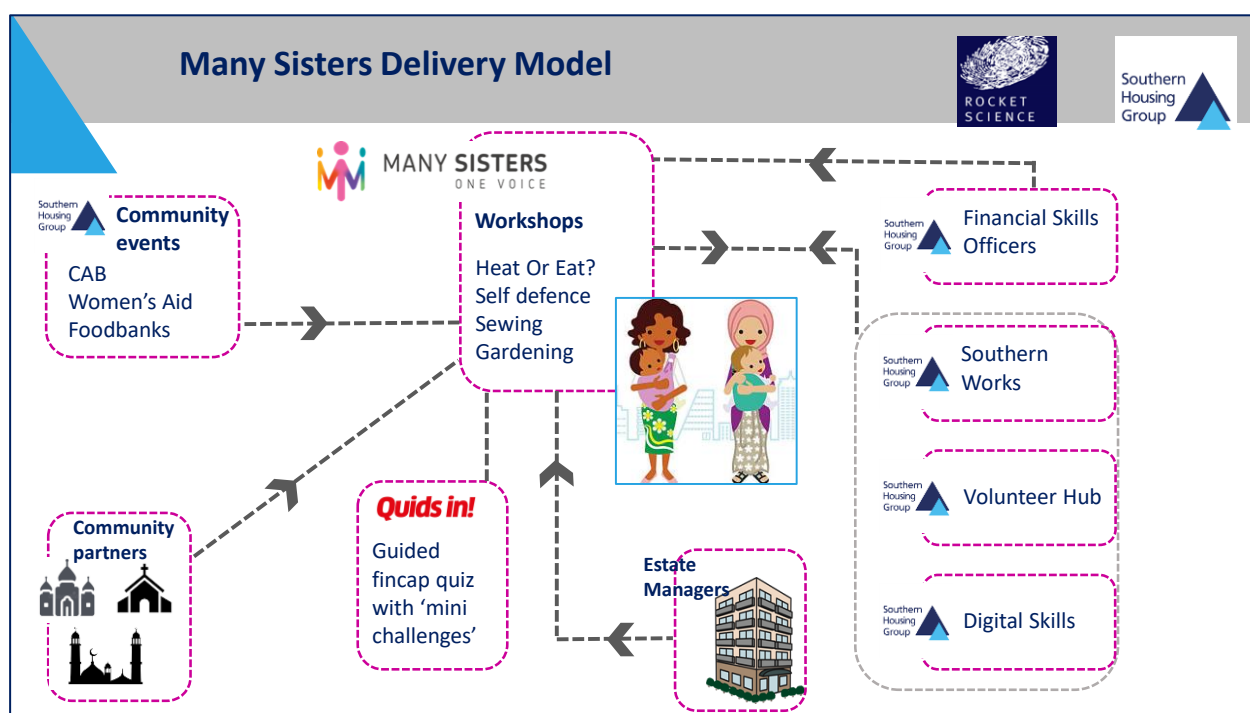 Many Sisters Delivery Model
ROCKET
SCIENCE
Southern
Housing
Group
MANY SISTERS
ONE VOICE
Southern
Housing
Group
Community
events
CAB
Women's Aid
Foodbanks
Workshops
Heat Or Eat?
Self defence
Sewing
Gardening
Southern
Housing
Group
Financial Skills
Officers
Southern
Housing
Group
Southern
Works
Southern
Housing
Group
Volunteer Hub
Southern
Housing
Group
Digital Skills
Community
partners
Quids in!
Guided
fincap quiz
with ‘mini
challenges’
Estate
Managers